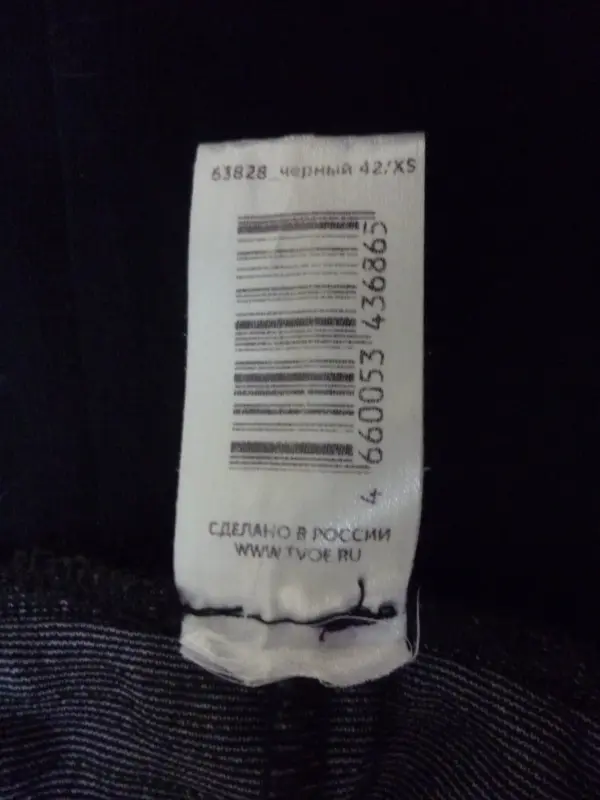 63828_черный 42/XS
4 660053 436865
СДЕЛАНО В РОССИИ
WWW.TVOE.RU